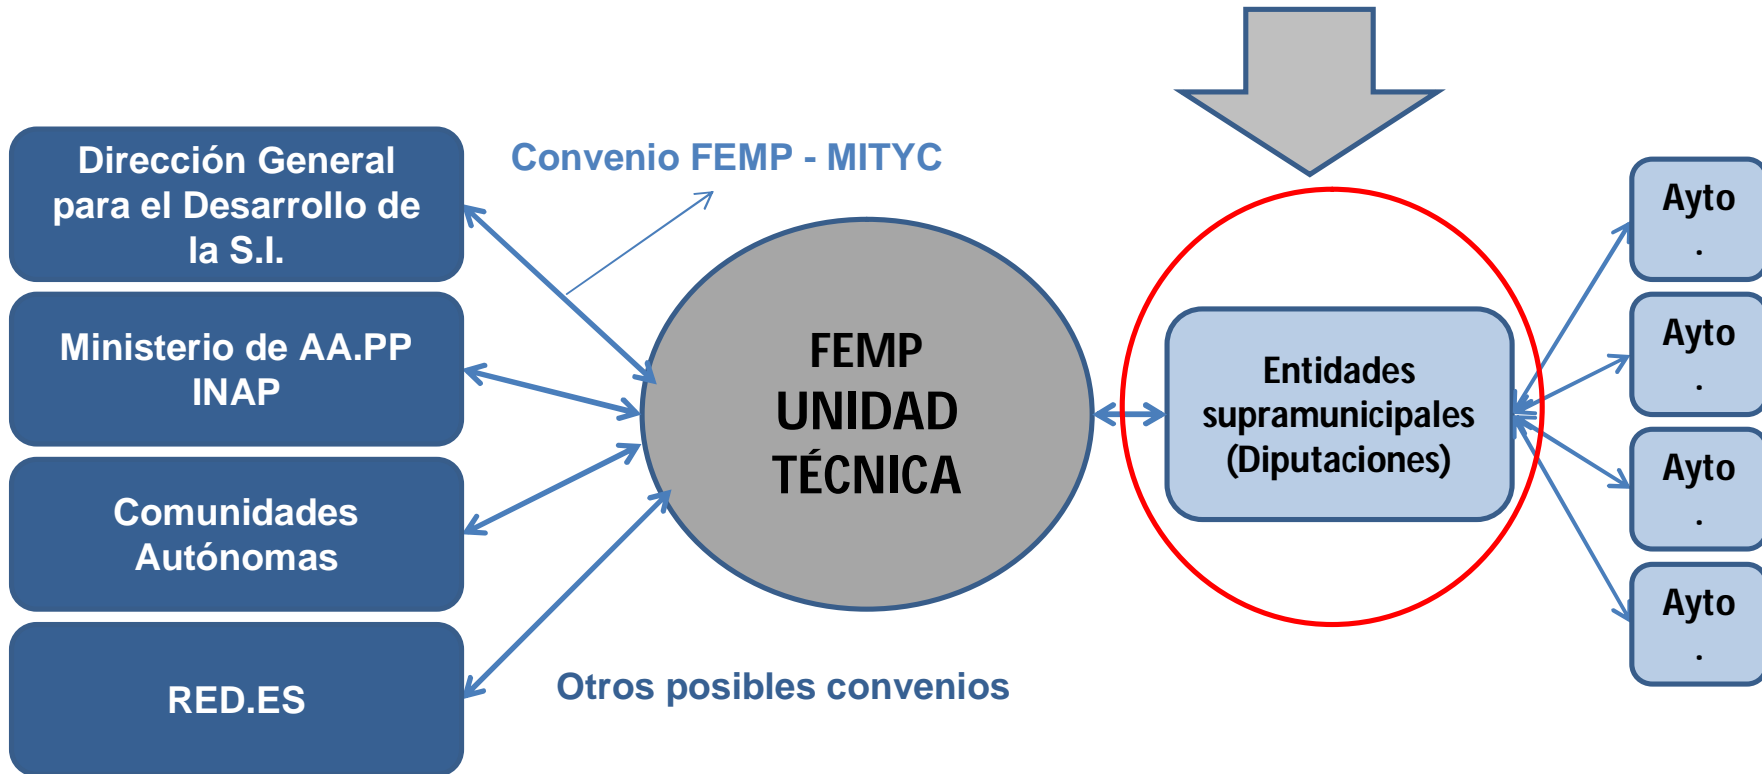 Dirección General
para el Desarrollo de
la S.I.
Ministerio de AA.PP
INAP
Comunidades
Autónomas
RED.ES
Convenio FEMP - MITYC
FEMP
UNIDAD
TÉCNICA
Otros posibles convenios
Entidades
supramunicipales
(Diputaciones)
Ayto
.
Ayto
.
Ayto
.
Ayto
.